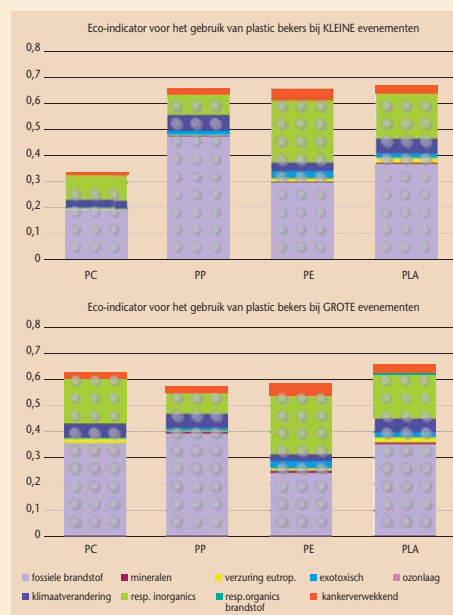 Eco-indicator voor het gebruik van plastic bekers bij KLEINE evenementen
0,8
0,7
0,6
0,5
0,4
0,3
0,2
0,1
0
PC PP PE PLA
Eco-indicator voor het gebruik van plastic bekers bij GROTE evenementen
0,8
0,7
0,6
0,5
0,4
0,3
0,2
0,1
0
PC PP PE PLA
fossiele brandstof mineralen verzuring eutrop. exotoxisch ozonlaag
klimaatverandering resp. inorganics resp.organics kankerverwekkend
brandstof